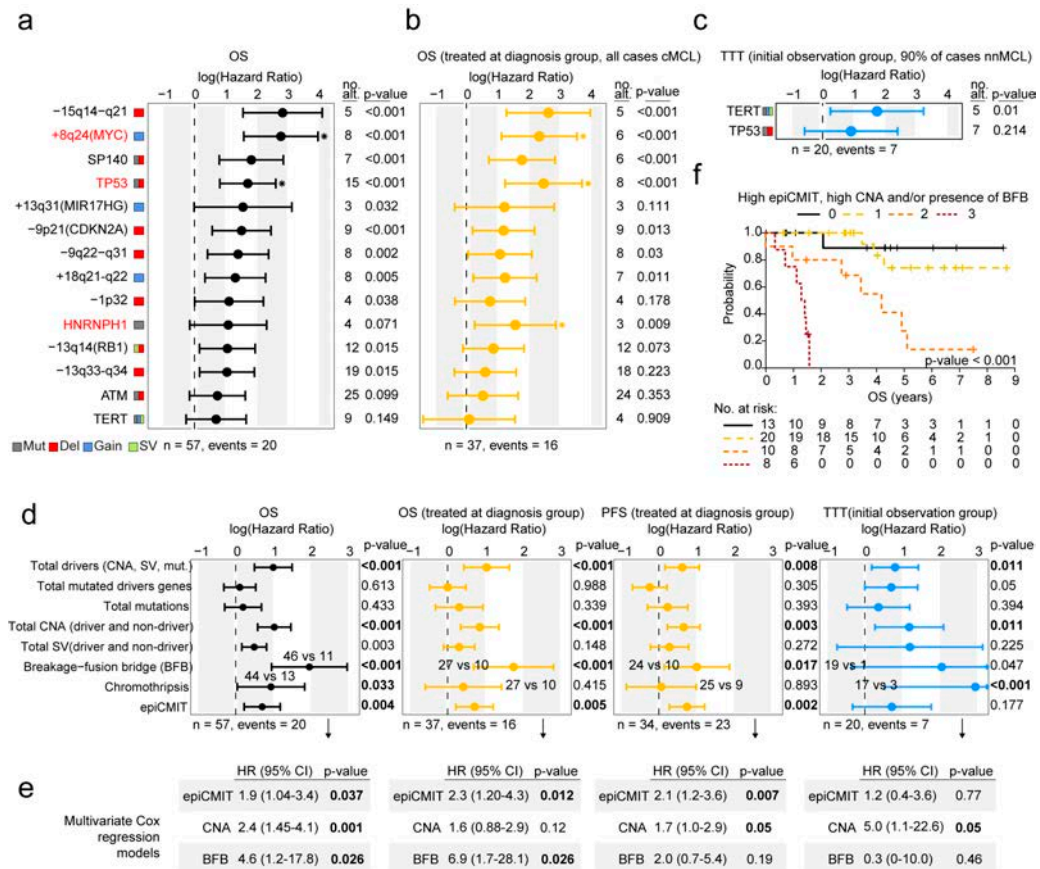 a
OS
log(Hazard Ratio)
−1 0 1 2 3 4
no. alt. p-value
−15q14−q21 5 <0.001
+8q24(MYC) * 8 <0.001
SP140 7 <0.001
TP53 * 15 <0.001
+13q31(MIR17HG) 3 0.032
−9p21(CDKN2A) 9 <0.001
−9q22−q31 8 0.002
+18q21-q22 8 0.005
−1p32 4 0.038
HNRNPH1 4 0.071
−13q14(RB1) 12 0.015
−13q33-q34 19 0.015
ATM 25 0.099
TERT 9 0.149
Mut Del Gain SV
n = 57, events = 20
b
OS (treated at diagnosis group, all cases cMCL)
log(Hazard Ratio)
−1 0 1 2 3 4
no. alt. p-value
5 <0.001
* 6 <0.001
6 <0.001
* 8 <0.001
3 0.111
9 0.013
8 0.03
7 0.011
4 0.178
* 3 0.009
12 0.073
18 0.223
24 0.353
4 0.909
n = 37, events = 16
c
TTT (initial observation group, 90% of cases nnMCL)
log(Hazard Ratio)
−1 0 1 2 3 4
no. alt. p-value
TERT 5 0.01
TP53 7 0.214
n = 20, events = 7
f
High epiCMIT, high CNA and/or presence of BFB
0 1 2 3
Probability
1.0
0.8
0.6
0.4
0.2
0.0
p-value < 0.001
0 1 2 3 4 5 6 7 8 9
OS (years)
No. at risk:
13 10 9 8 7 3 3 1 1 0
20 19 18 15 10 6 4 2 1 0
10 8 7 5 4 2 1 1 0 0
8 6 0 0 0 0 0 0 0 0
d
OS
log(Hazard Ratio)
−1 0 1 2 3
p-value
Total drivers (CNA, SV, mut.) <0.001
Total mutated drivers genes 0.613
Total mutations 0.433
Total CNA (driver and non-driver) <0.001
Total SV(driver and non-driver) 0.003
Breakage-fusion bridge (BFB) 46 vs 11 <0.001
Chromothripsis 44 vs 13 0.033
epiCMIT 0.004
n = 57, events = 20
OS (treated at diagnosis group)
log(Hazard Ratio)
−1 0 1 2 3
p-value
<0.001
0.988
0.339
<0.001
0.148
27 vs 10 <0.001
27 vs 10 0.415
0.005
n = 37, events = 16
PFS (treated at diagnosis group)
log(Hazard Ratio)
−1 0 1 2 3
p-value
0.008
0.305
0.393
0.003
0.272
24 vs 10 0.017
25 vs 9 0.893
0.002
n = 34, events = 23
TTT(initial observation group)
log(Hazard Ratio)
−1 0 1 2 3
p-value
0.011
0.05
0.394
0.011
0.225
19 vs 1 0.047
17 vs 3 <0.001
0.177
n = 20, events = 7
e
Multivariate Cox
regression
models
HR (95% CI) p-value
epiCMIT 1.9 (1.04-3.4) 0.037
CNA 2.4 (1.45-4.1) 0.001
BFB 4.6 (1.2-17.8) 0.026
HR (95% CI) p-value
epiCMIT 2.3 (1.20-4.3) 0.012
CNA 1.6 (0.88-2.9) 0.12
BFB 6.9 (1.7-28.1) 0.026
HR (95% CI) p-value
epiCMIT 2.1 (1.2-3.6) 0.007
CNA 1.7 (1.0-2.9) 0.05
BFB 2.0 (0.7-5.4) 0.19
HR (95% CI) p-value
epiCMIT 1.2 (0.4-3.6) 0.77
CNA 5.0 (1.1-22.6) 0.05
BFB 0.3 (0-10.0) 0.46